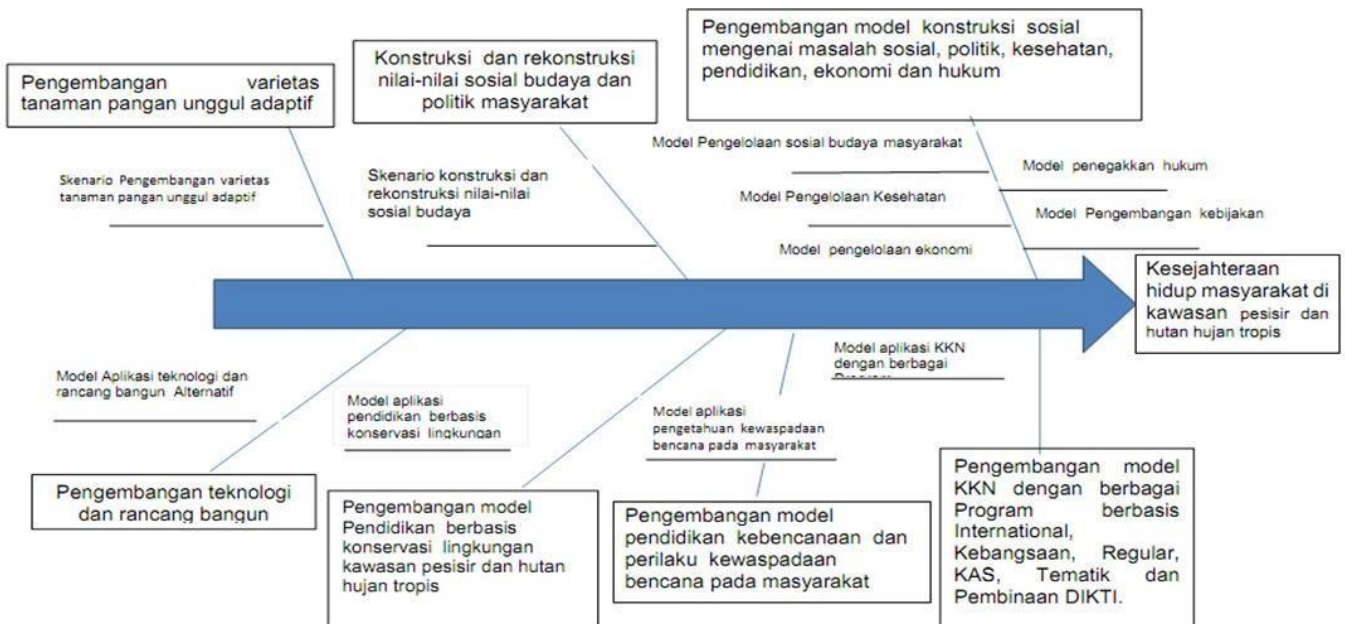 Pengembangan varietas
tanaman pangan unggul adaptif
Konstruksi dan rekonstruksi
nilai-nilai sosial budaya dan
politik masyarakat
Pengembangan model konstruksi sosial
mengenai masalah sosial, politik, kesehatan,
pendidikan, ekonomi dan hukum
Skenario Pengembangan varietas
tanaman pangan unggul adaptif
Skenario konstruksi dan
rekonstruksi nilai-nilai
sosial budaya
Model Pengelolaan sosial budaya masyarakat
Model Pengelolaan Kesehatan
Model pengelolaan ekonomi
Model penegakkan hukum
Model Pengembangan kebijakan
Kesejahteraan
hidup masyarakat di
kawasan pesisir dan
hutan hujan tropis
Model Aplikasi teknologi dan
rancang bangun Alternatif
Model aplikasi
pendidikan berbasis
konservasi lingkungan
Model aplikasi
pengetahuan kewaspadaan
bencana pada masyarakat
Model aplikasi KKN
dengan berbagai
Program
Pengembangan teknologi
dan rancang bangun
Pengembangan model
Pendidikan berbasis
konservasi lingkungan
kawasan pesisir dan hutan
hujan tropis
Pengembangan model
pendidikan kebencanaan dan
perilaku kewaspadaan
bencana pada masyarakat
Pengembangan model
KKN dengan berbagai
Program berbasis
International,
Kebangsaan, Regular,
KAS, Tematik dan
Pembinaan DIKTI.